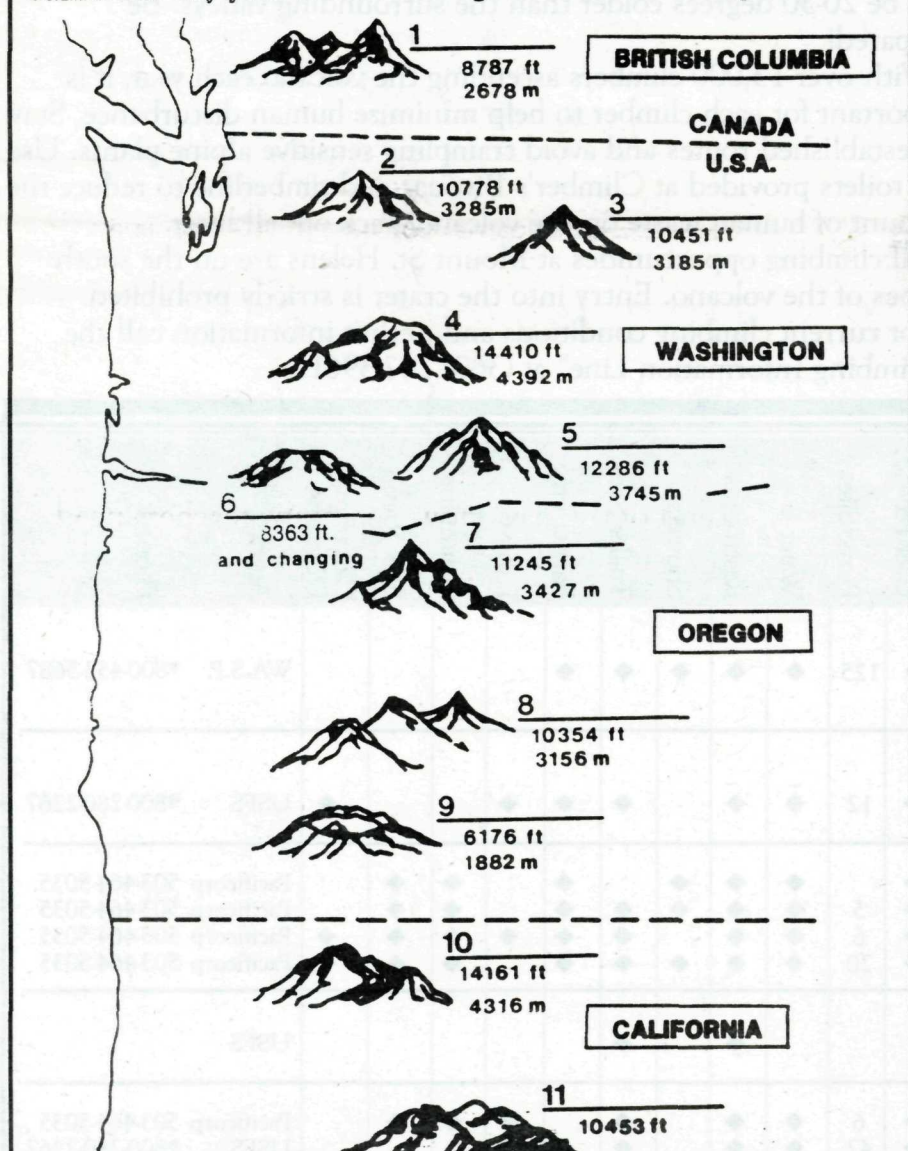 1
8787 ft
2678 m
BRITISH COLUMBIA
CANADA
U.S.A
2
10778 ft
3285 m
3
10451 ft
3185 m
4
14410 ft
4392 m
WASHINGTON
5
12286 ft
3745 m
6
8363 ft.
and changing
7
11245 ft
3427 m
OREGON
8
10354 ft
3156 m
9
6176 ft
1882 m
10
14161 ft
4316 m
CALIFORNIA
11
10453 ft